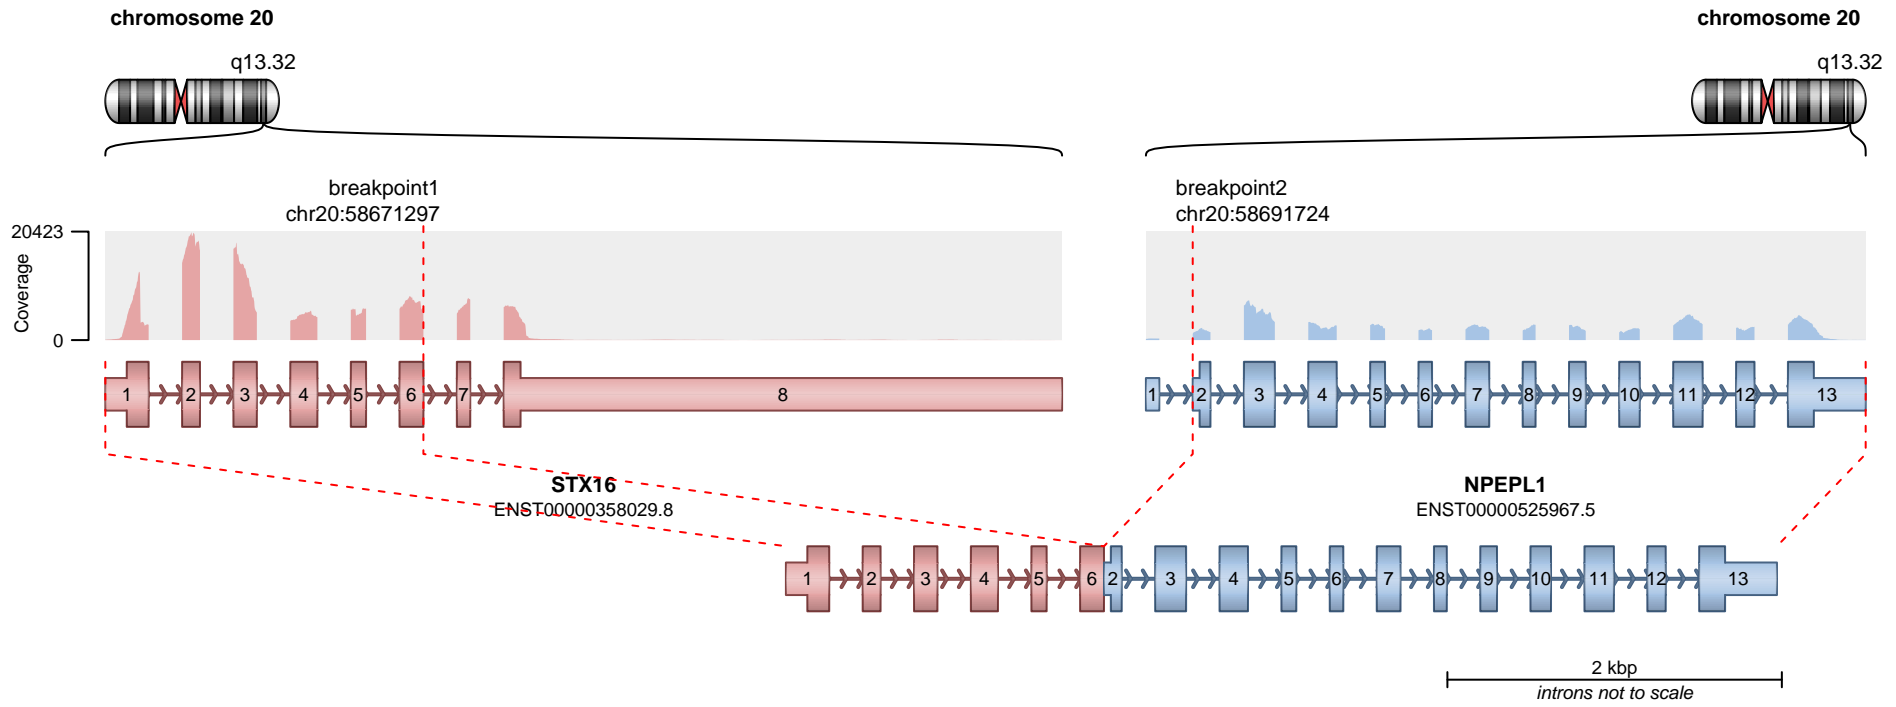 chromosome 20
chromosome 20
q13.32
q13.32
breakpoint1
chr20:58671297
breakpoint2
chr20:58691724
20423
Coverage
0
1 2 3 4 5 6 7 8
1 2 3 4 5 6 7 8 9 10 11 12 13
STX16
ENST00000358029.8
NPEPL1
ENST00000525967.5
1 2 3 4 5 6 2 3 4 5 6 7 8 9 10 11 12 13
2 kbp
introns not to scale